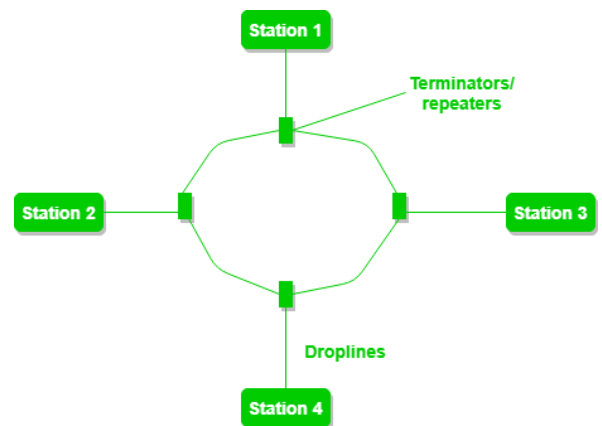 Station 1
Terminators/
repeaters
Station 2
Station 3
Droplines
Station 4